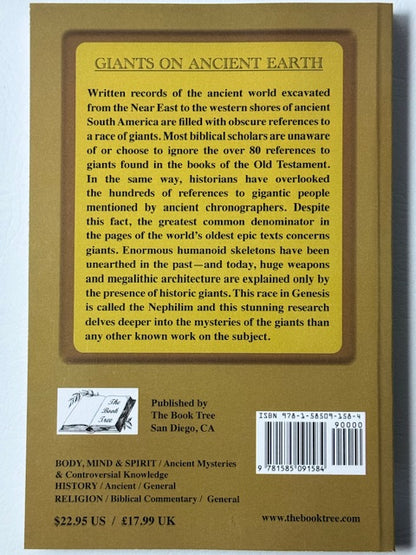 GIANTS ON ANCIENT EARTH
Written records of the ancient world excavated
from the Near East to the western shores of ancient
South America are filled with obscure references to
a race of giants. Most biblical scholars are unaware
of or choose to ignore the over 80 references to
giants found in the books of the Old Testament.
In the same way, historians have overlooked
the hundreds of references to gigantic people
mentioned by ancient chronographers. Despite
this fact, the greatest common denominator in
the pages of the world's oldest epic texts concerns
giants. Enormous humanoid skeletons have been
unearthed in the past—and today, huge weapons
and megalithic architecture are explained only by
the presence of historic giants. This race in Genesis
is called the Nephilim and this stunning research
delves deeper into the mysteries of the giants than
any other known work on the subject.
The
Book
Tree
Published by
The Book Tree
San Diego, CA
ISBN 978-1-58509-158-4
90000
9 781585 091584
BODY, MIND & SPIRIT / Ancient Mysteries
& Controversial Knowledge
HISTORY / Ancient / General
RELIGION / Biblical Commentary / General
$22.95 US / £17.99 UK
www.thebooktree.com